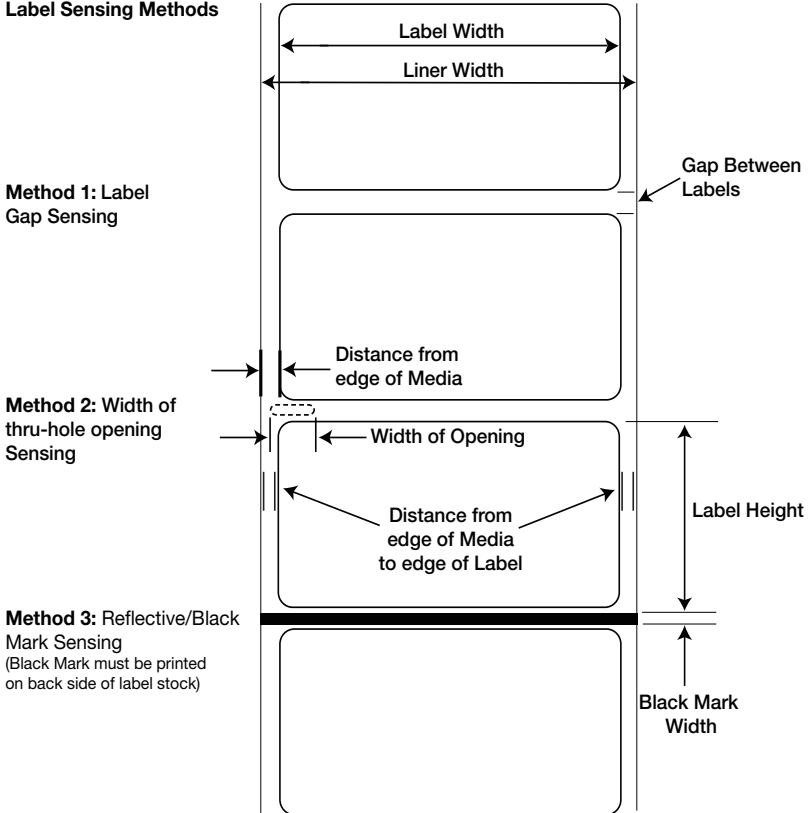 Label Sensing Methods
Label Width
Liner Width
Gap Between
Labels
Method 1: Label
Gap Sensing
Distance from
edge of Media
Method 2: Width of
thru-hole opening
Sensing
Width of Opening
Distance from
edge of Media
to edge of Label
Label Height
Method 3: Reflective/Black
Mark Sensing
(Black Mark must be printed
on back side of label stock)
Black Mark
Width